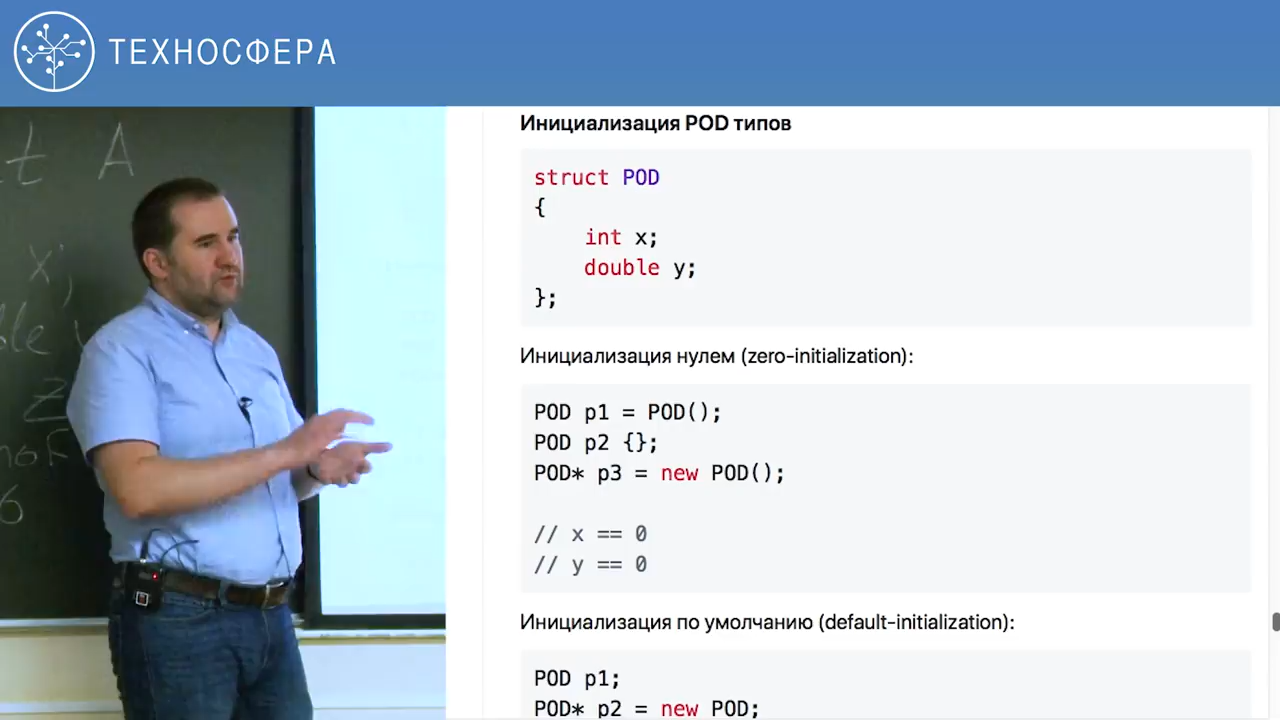 ТЕХНОСФЕРА
t A
x;
6
Инициализация POD типов
struct POD
{
int x;
double y;
};
Инициализация нулем (zero-initialization):
POD p1 = POD();
POD p2 {};
POD* p3 = new POD();
// x == 0
// y == 0
Инициализация по умолчанию (default-initialization):
POD p1;
POD* p2 = new POD;